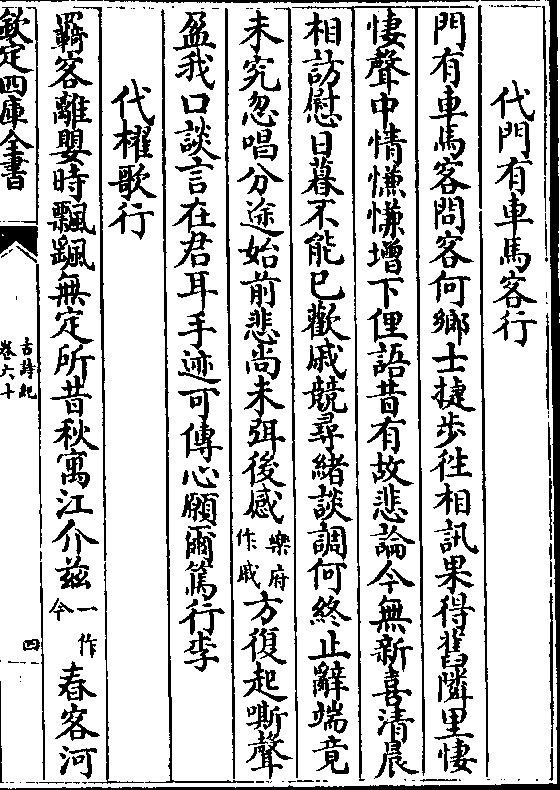 代門有車馬客行
門有車馬客問客何鄉士捷步往相訊果得舊隣里悽
悽聲中情慊慊增下俚語昔有故悲論今無新喜清晨
相訪慰日暮不能已歡戚競尋緒談調何終止辭端竟
未究忽唱分途始前悲尚未弭後慼樂府作戚方復起嘶聲
盈我口談言在君耳手迹可傳心願爾篤行李
代櫂歌行
羇客離嬰時飄颻無定所昔秋寓江介兹一作今春客河
欽定四庫全書
古詩紀
卷六十
四